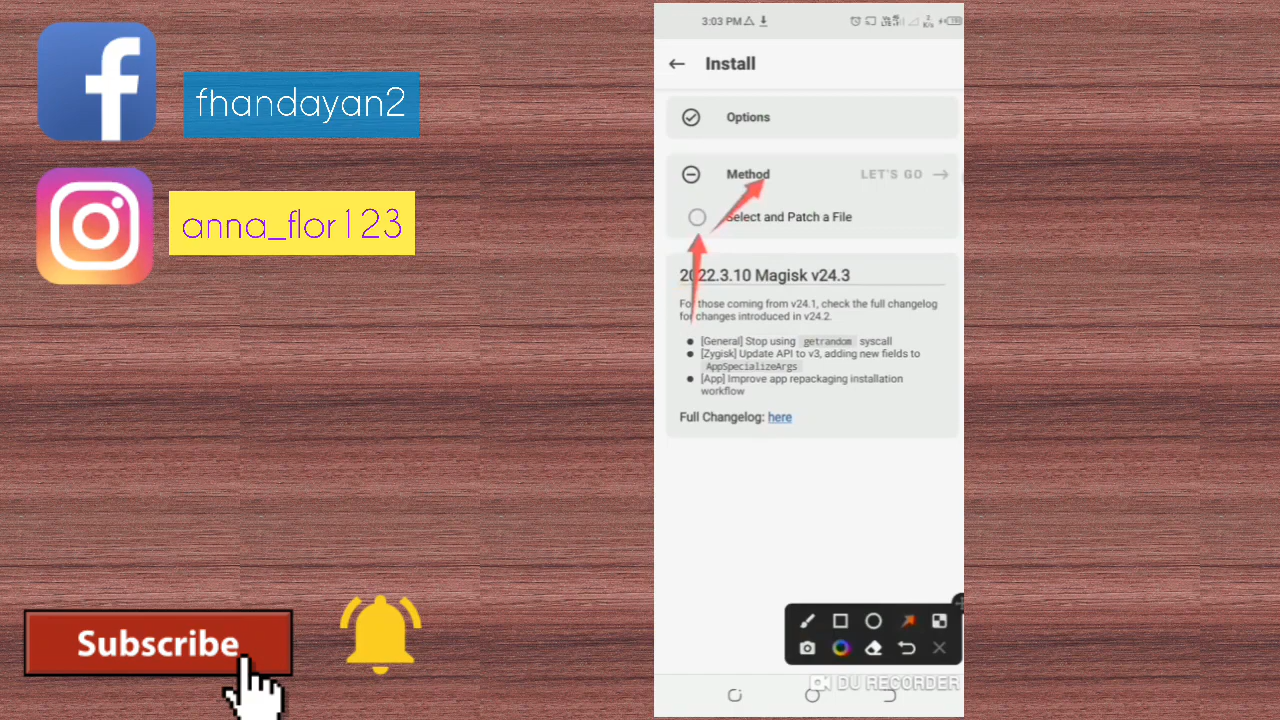 fhandayan2
anna_flor123
Subscribe
3:03 PM
Install
Options
Method
LET'S GO
Select and Patch a File
2022.3.10 Magisk v24.3
For those coming from v24.1, check the full changelog
for changes introduced in v24.2.
[General] Stop using getrandom syscall
[Zygisk] Update API to v3, adding new fields to
AppSpecializeArgs
[App] Improve app repackaging installation
workflow
Full Changelog: here
DU RECORDER